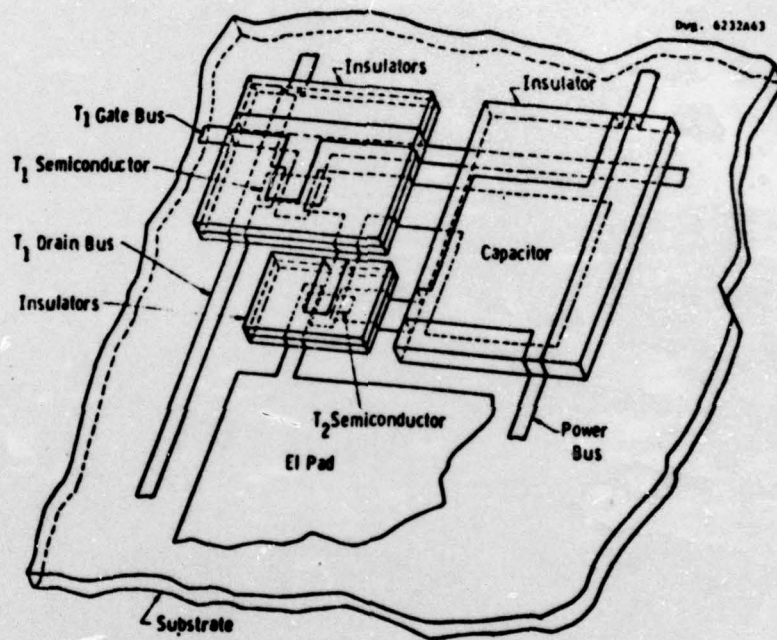 Dwg. 6232A43
Insulators
Insulator
T1 Gate Bus
T1 Semiconductor
T1 Drain Bus
Capacitor
Insulators
T2 Semiconductor
Power
Bus
El Pad
Substrate